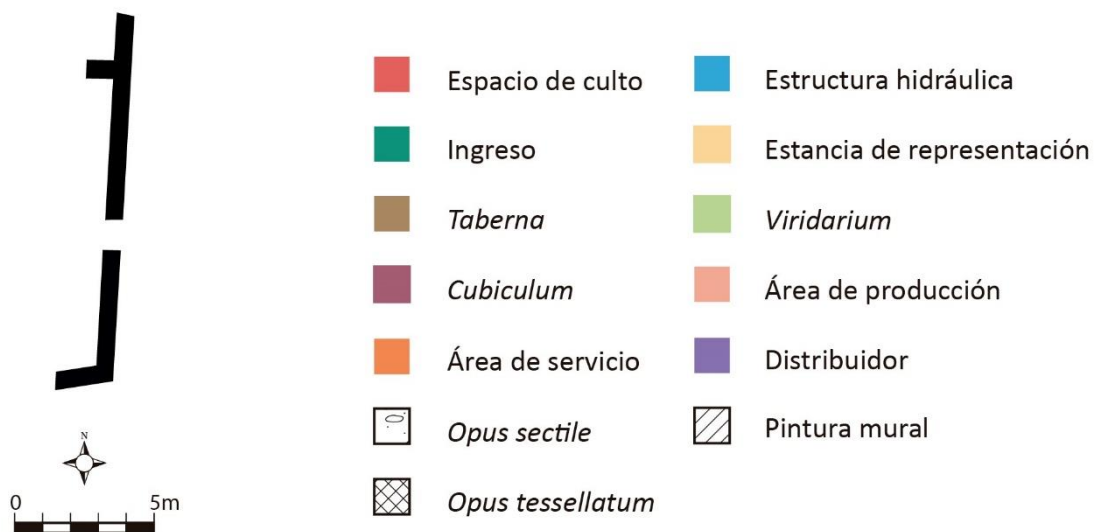 Espacio de culto
Ingreso
Taberna
Cubiculum
Área de servicio
Opus sectile
Opus tessellatum
Estructura hidráulica
Estancia de representación
Viridarium
Área de producción
Distribuidor
Pintura mural
N
0 5m